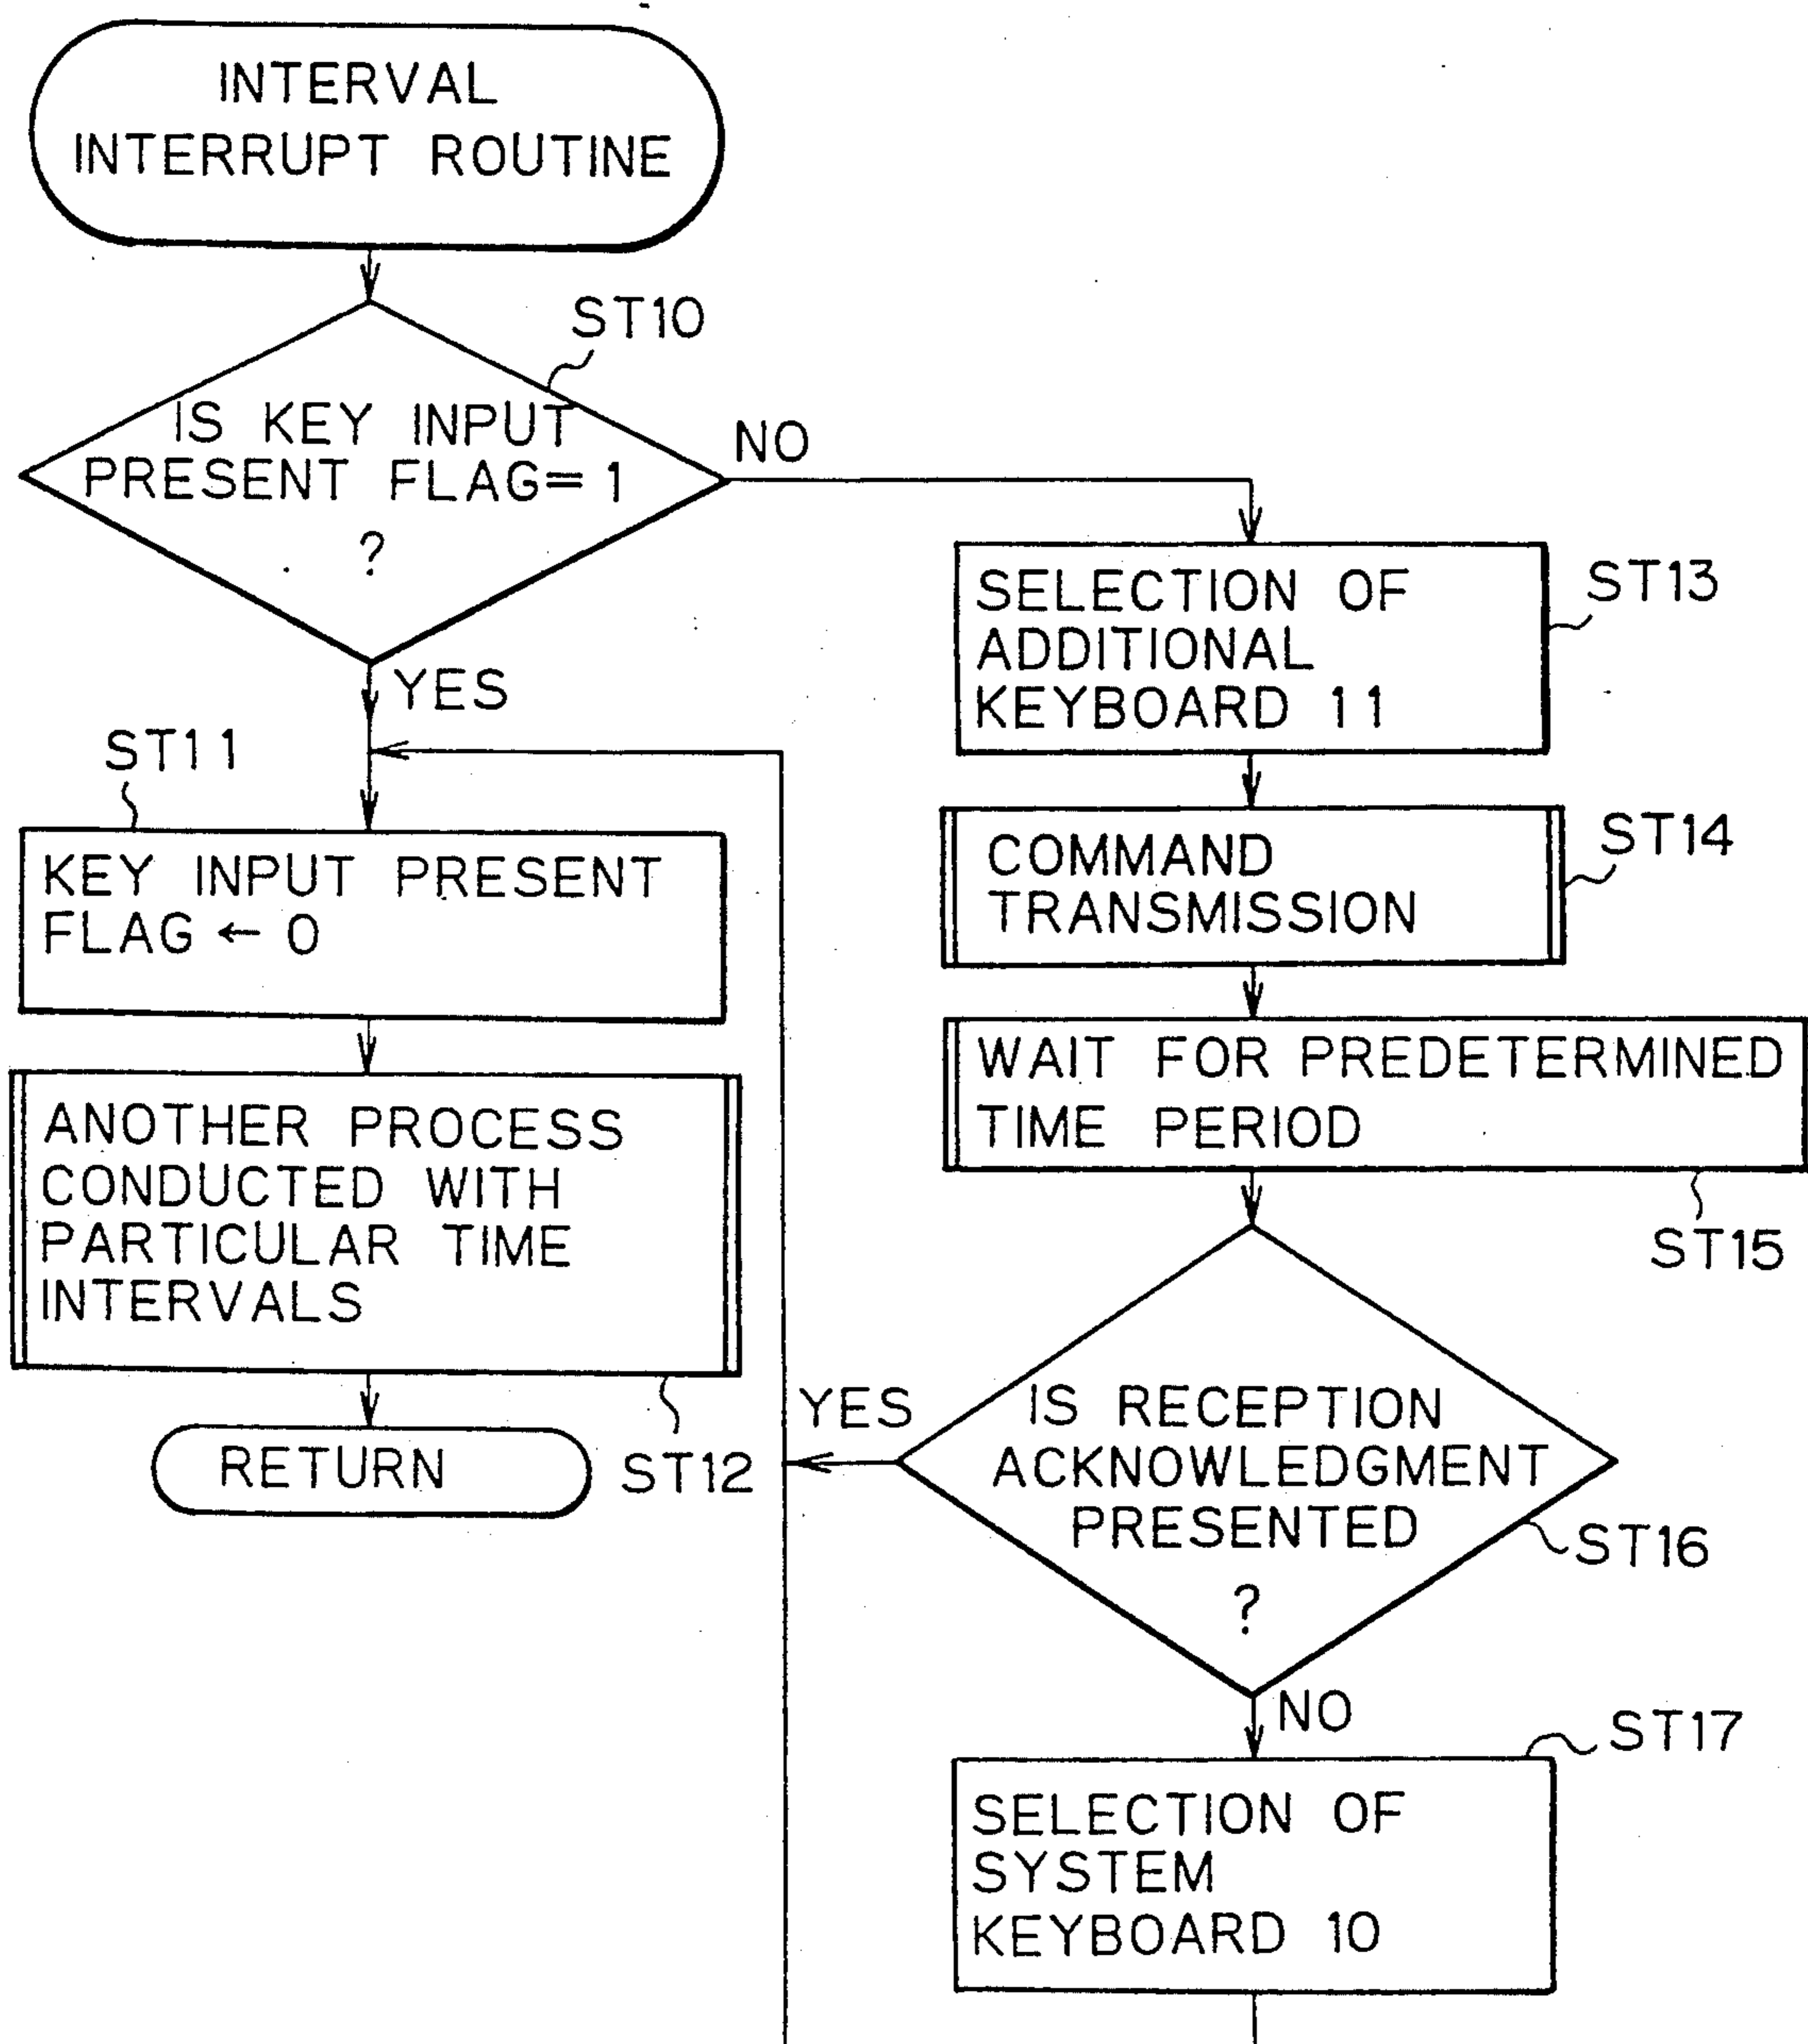 INTERVAL
INTERRUPT ROUTINE
ST10
IS KEY INPUT
PRESENT FLAG=1
?
NO
YES
ST11
KEY INPUT PRESENT
FLAG ← 0
ANOTHER PROCESS
CONDUCTED WITH
PARTICULAR TIME
INTERVALS
ST12
RETURN
SELECTION OF
ADDITIONAL
KEYBOARD 11
ST13
COMMAND
TRANSMISSION
ST14
WAIT FOR PREDETERMINED
TIME PERIOD
ST15
YES
IS RECEPTION
ACKNOWLEDGMENT
PRESENTED
?
ST16
NO
ST17
SELECTION OF
SYSTEM
KEYBOARD 10